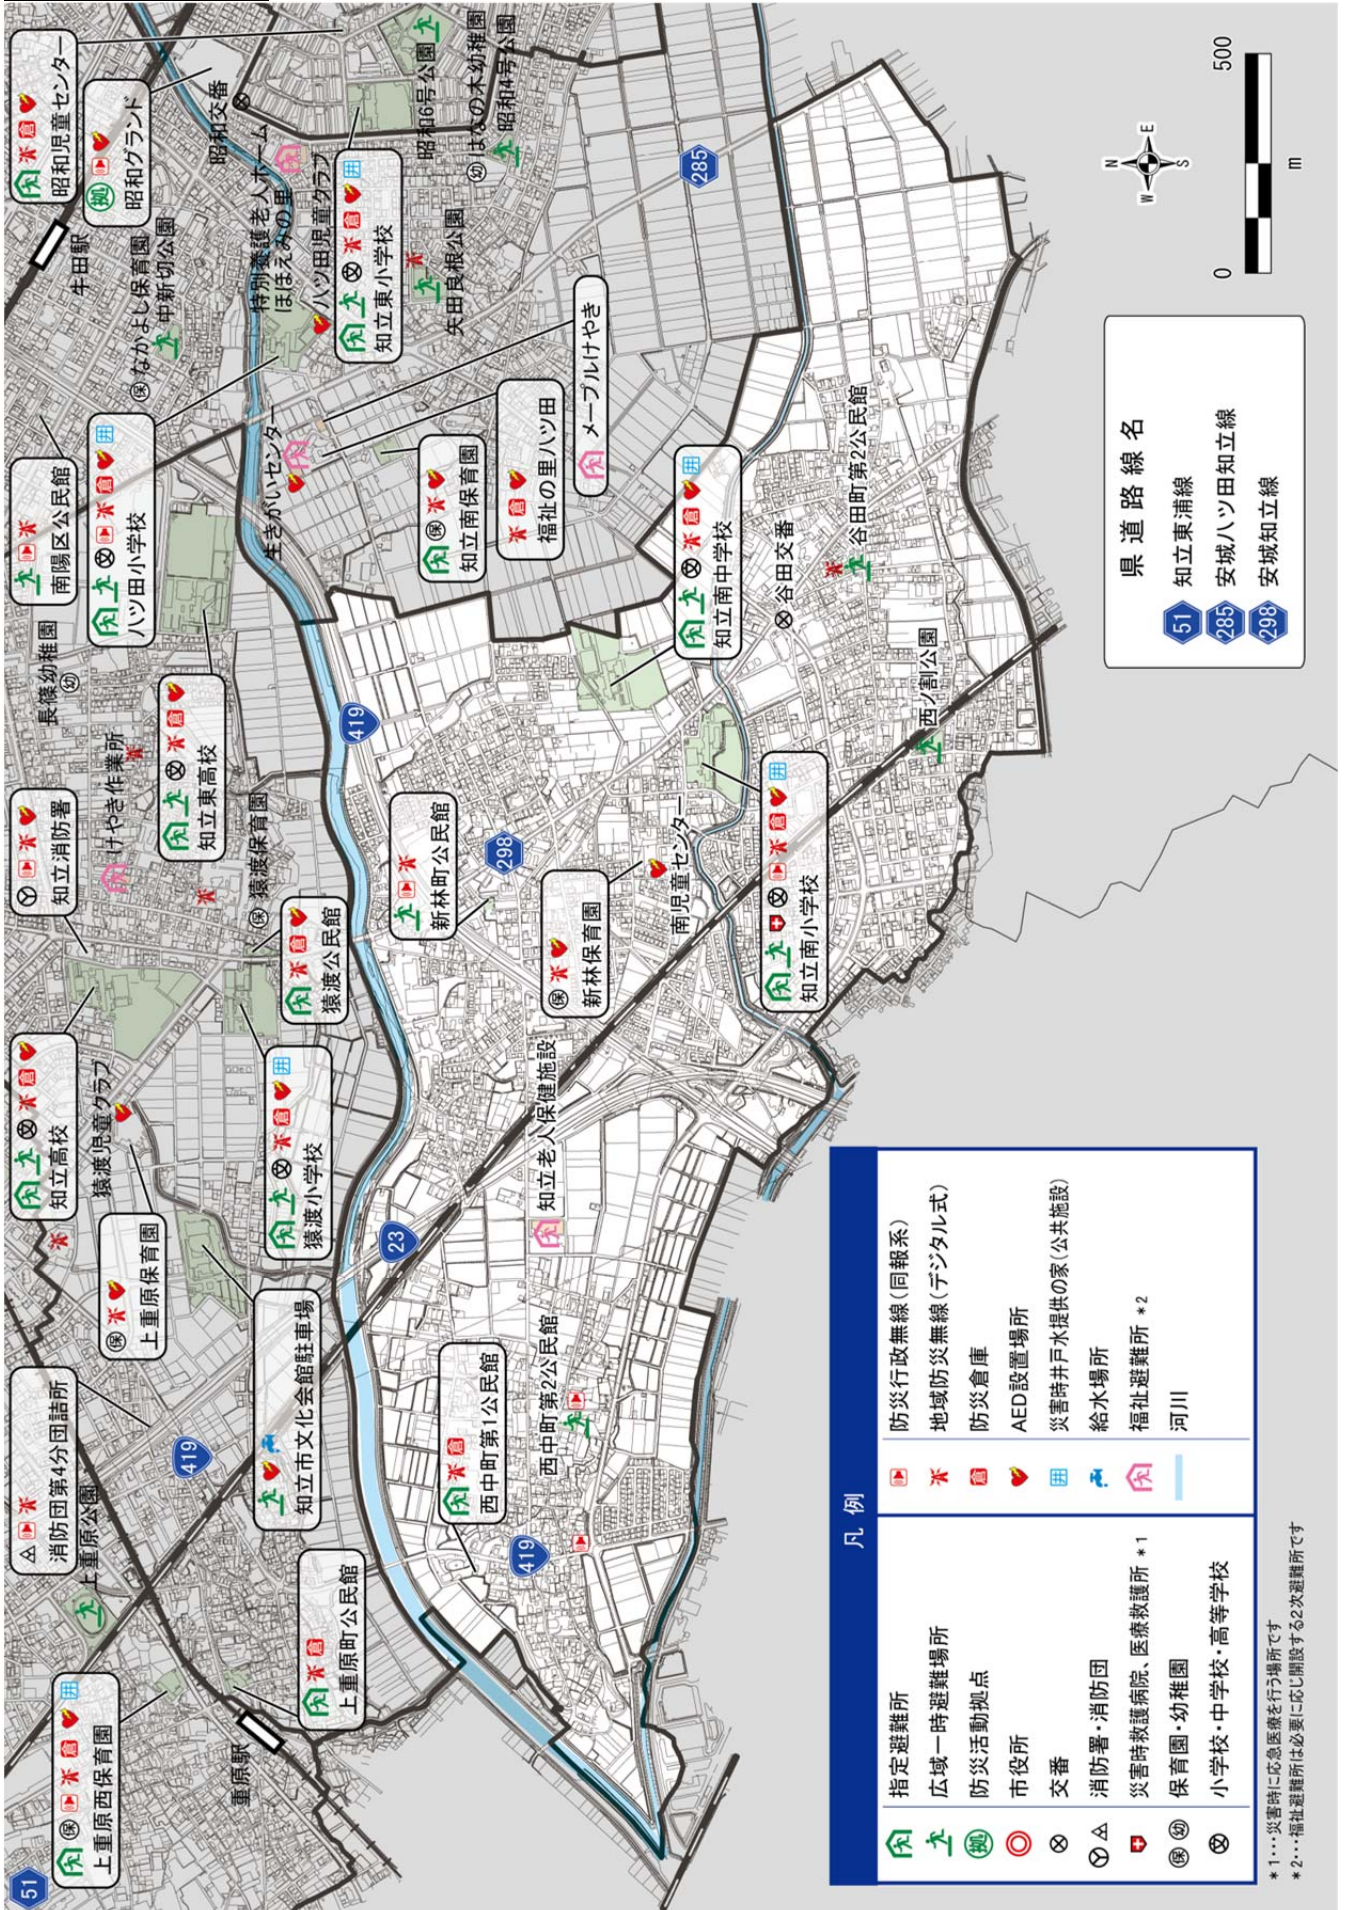 昭和児童センター
昭和グランド
牛田駅
なかよし保育園
中新切公園
昭和交番
特別養護老人ホーム
ほほえみの里
八ツ田児童クラブ
知立東小学校
昭和6号公園
はなの木幼稚園
昭和4号公園
矢田良根公園
285
南陽区公民館
八ツ田小学校
生きがいセンター
知立南保育園
福祉の里八ツ田
メープルけやき
長篠幼稚園
知立消防署
けやき作業所
知立東高校
猿渡保育園
猿渡公民館
419
新林町公民館
298
新林保育園
南児童センター
知立南中学校
谷田交番
谷田町第2公民館
西ノ割公園
知立南小学校
知立高校
猿渡児童クラブ
猿渡小学校
上重原保育園
知立市文化会館駐車場
23
知立老人保健施設
消防団第4分団詰所
上重原公園
419
上重原西保育園
51
重原駅
上重原町公民館
西中町第1公民館
西中町第2公民館
419
N
E
S
W
0
500
m
県道路線名
51 知立東浦線
285 安城八ツ田知立線
298 安城知立線
凡例
指定避難所
広域一時避難場所
拠 防災活動拠点
市役所
交番
消防署・消防団
災害時救護病院、医療救護所 *1
保 幼 保育園・幼稚園
文 小学校・中学校・高等学校
防災行政無線(同報系)
地域防災無線(デジタル式)
倉 防災倉庫
AED設置場所
井 災害時井戸水提供の家(公共施設)
給水場所
福祉避難所 *2
河川
*1・・・災害時に応急医療を行う場所です
*2・・・福祉避難所は必要に応じ開設する2次避難所です